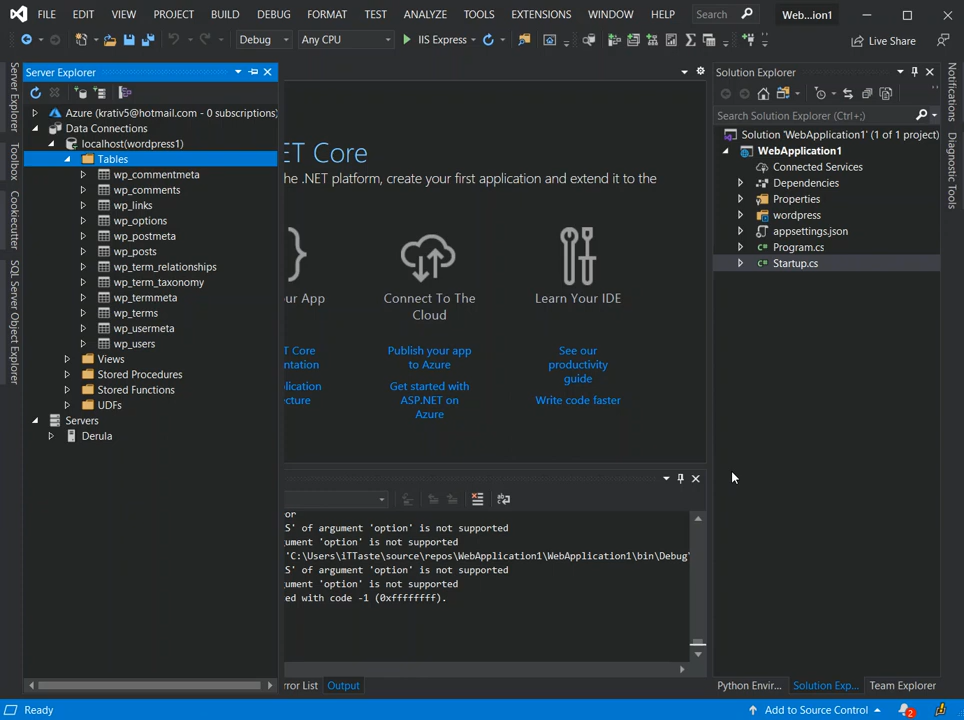 FILE EDIT VIEW PROJECT BUILD DEBUG FORMAT TEST ANALYZE TOOLS EXTENSIONS WINDOW HELP Search Web...ion1
Debug Any CPU IIS Express Live Share
Server Explorer
Azure (krativ5@hotmail.com - 0 subscriptions)
Data Connections
localhost(wordpress1)
Tables
wp_commentmeta
wp_comments
wp_links
wp_options
wp_postmeta
wp_posts
wp_term_relationships
wp_term_taxonomy
wp_termmeta
wp_terms
wp_usermeta
wp_users
Views
Stored Procedures
Stored Functions
UDFs
Servers
Derula
Server Explorer
Toolbox
Cookiecutter
SQL Server Object Explorer
ET Core
he .NET platform, create your first application and extend it to the
our App
Connect To The
Cloud
Learn Your IDE
T Core
ntation
lication
ecture
Publish your app
to Azure
Get started with
ASP.NET on
Azure
See our
productivity
guide
Write code faster
or
S' of argument 'option' is not supported
ument 'option' is not supported
'C:\Users\iTTaste\source\repos\WebApplication1\WebApplication1\bin\Debug'
S' of argument 'option' is not supported
ument 'option' is not supported
ed with code -1 (0xffffffff).
rror List Output
Solution Explorer
Search Solution Explorer (Ctrl+;)
Solution 'WebApplication1' (1 of 1 project)
WebApplication1
Connected Services
Dependencies
Properties
wordpress
appsettings.json
C# Program.cs
C# Startup.cs
Python Envir... Solution Exp... Team Explorer
Notifications
Diagnostic Tools
Ready Add to Source Control 2